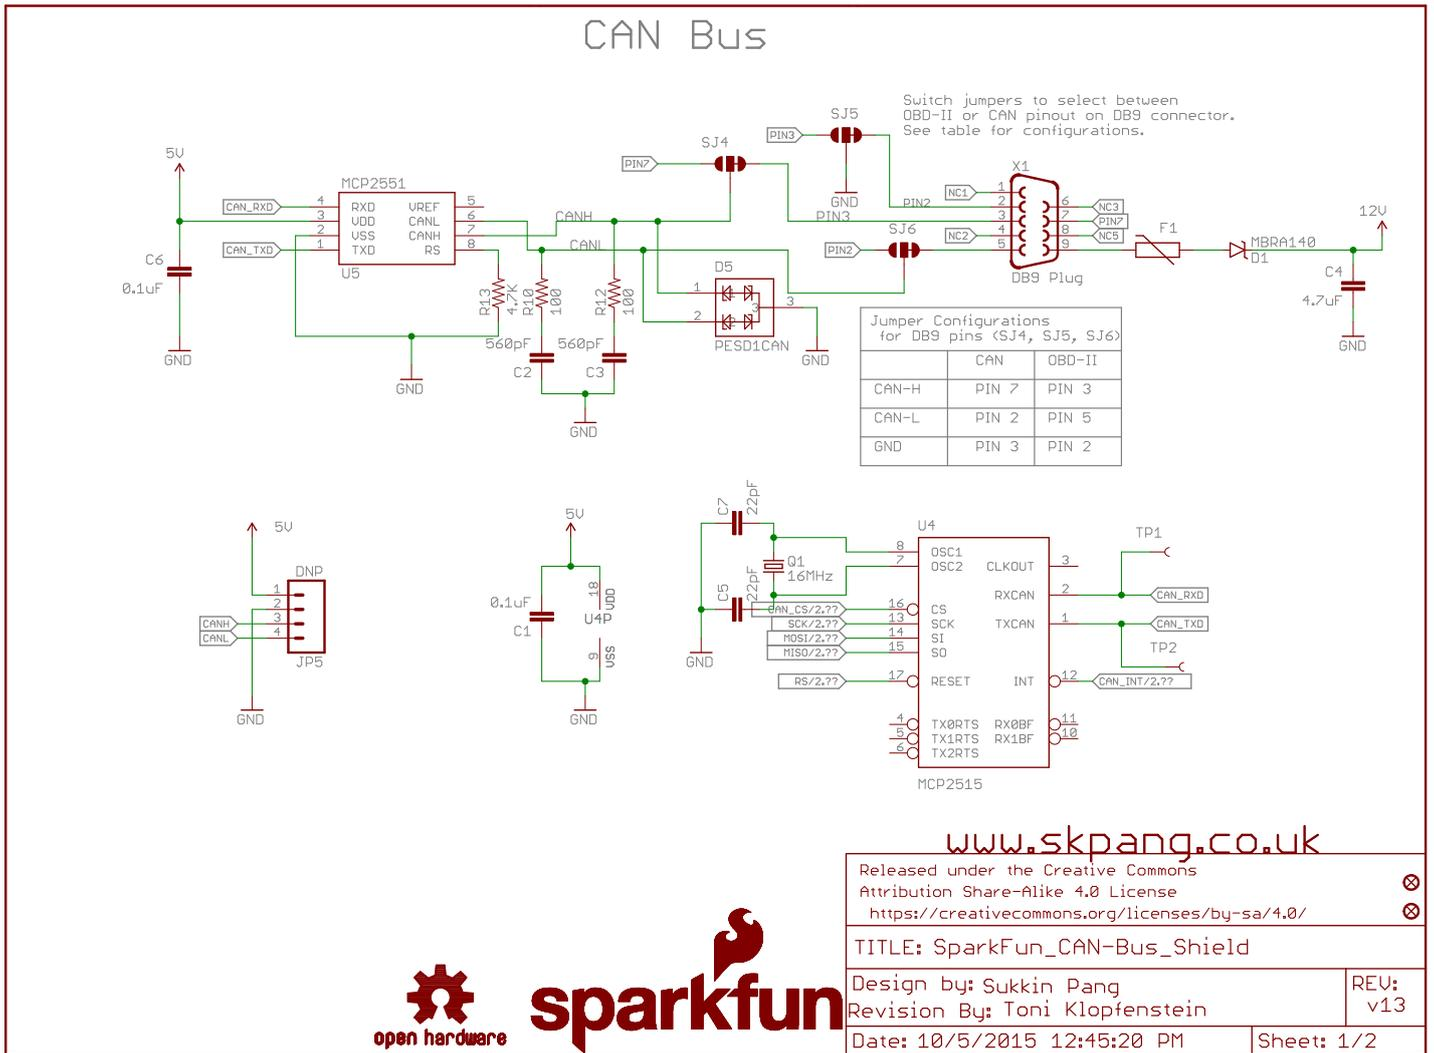 CAN Bus
Switch jumpers to select between
OBD-II or CAN pinout on DB9 connector.
See table for configurations.
5V
CAN_RXD
CAN_TXD
MCP2551
4 RXD VREF 5
3 VDD CANL 6
2 VSS CANH 7
1 TXD RS 8
U5
C6
0.1uF
GND
GND
R13
4.7K
R10
100
R12
100
CANH
CANL
560pF
C2
560pF
C3
GND
PIN7
SJ4
PIN3
SJ5
GND
PIN2
PIN3
PIN2
SJ6
D5
1
2
3
PESD1CAN
GND
X1
NC1
NC2
1
2
3
4
5
6
7
8
9
NC3
PIN7
NC5
DB9 Plug
F1
MBRA140
D1
12V
C4
4.7uF
GND
Jumper Configurations
for DB9 pins (SJ4, SJ5, SJ6)
CAN OBD-II
CAN-H PIN 7 PIN 3
CAN-L PIN 2 PIN 5
GND PIN 3 PIN 2
5V
DNP
1
2
3
4
CANH
CANL
JP5
GND
5V
0.1uF
C1
18
VDD
U4P
9
VSS
GND
C7
22pF
Q1
16MHz
C5
22pF
GND
CAN_CS/2.??
SCK/2.??
MOSI/2.??
MISO/2.??
RS/2.??
U4
8 OSC1
7 OSC2 CLKOUT 3
RXCAN 2
16 CS
13 SCK TXCAN 1
14 SI
15 SO
17 RESET INT 12
4 TX0RTS RX0BF 11
5 TX1RTS RX1BF 10
6 TX2RTS
MCP2515
TP1
CAN_RXD
CAN_TXD
TP2
CAN_INT/2.??
www.skpang.co.uk
Released under the Creative Commons
Attribution Share-Alike 4.0 License
https://creativecommons.org/licenses/by-sa/4.0/
TITLE: SparkFun_CAN-Bus_Shield
Design by: Sukkin Pang
Revision By: Toni Klopfenstein
REV:
v13
Date: 10/5/2015 12:45:20 PM
Sheet: 1/2
open hardware
sparkfun